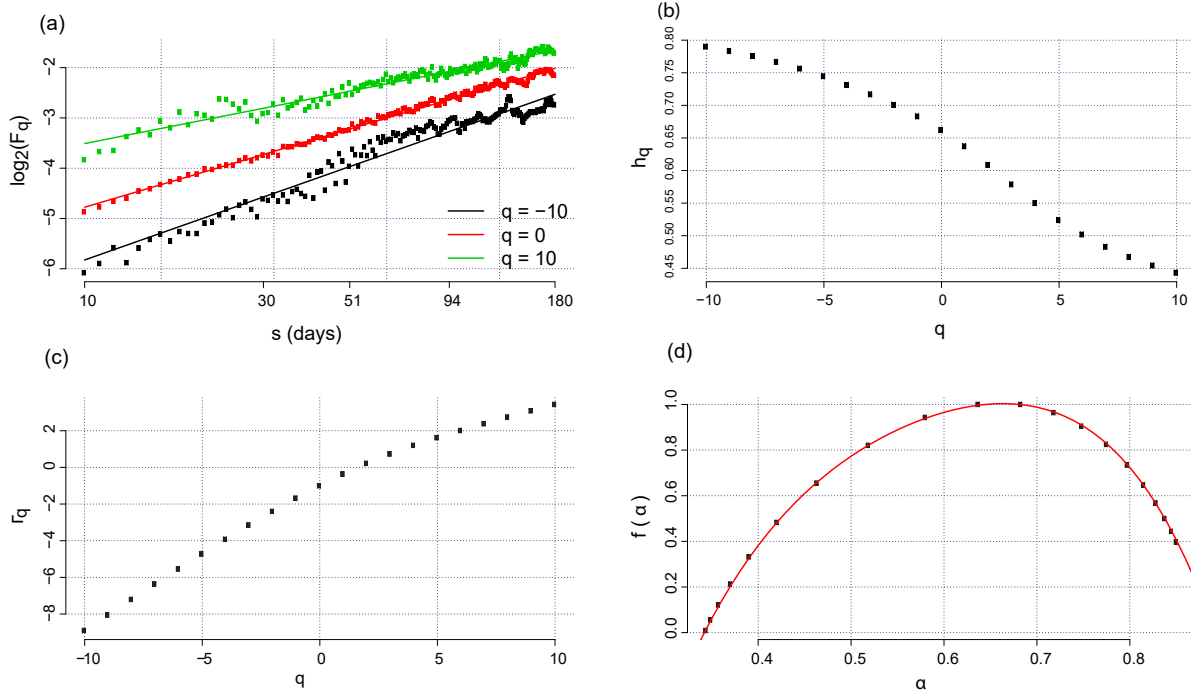 (a)
log2(Fq)
−2
−3
−4
−5
−6
q = −10
q = 0
q = 10
10 30 51 94 180
s (days)
(b)
hq
0.80
0.75
0.70
0.65
0.60
0.55
0.50
0.45
−10 −5 0 5 10
q
(c)
rq
2
0
−2
−4
−6
−8
−10 −5 0 5 10
q
(d)
f ( α )
1.0
0.8
0.6
0.4
0.2
0.0
0.4 0.5 0.6 0.7 0.8
α